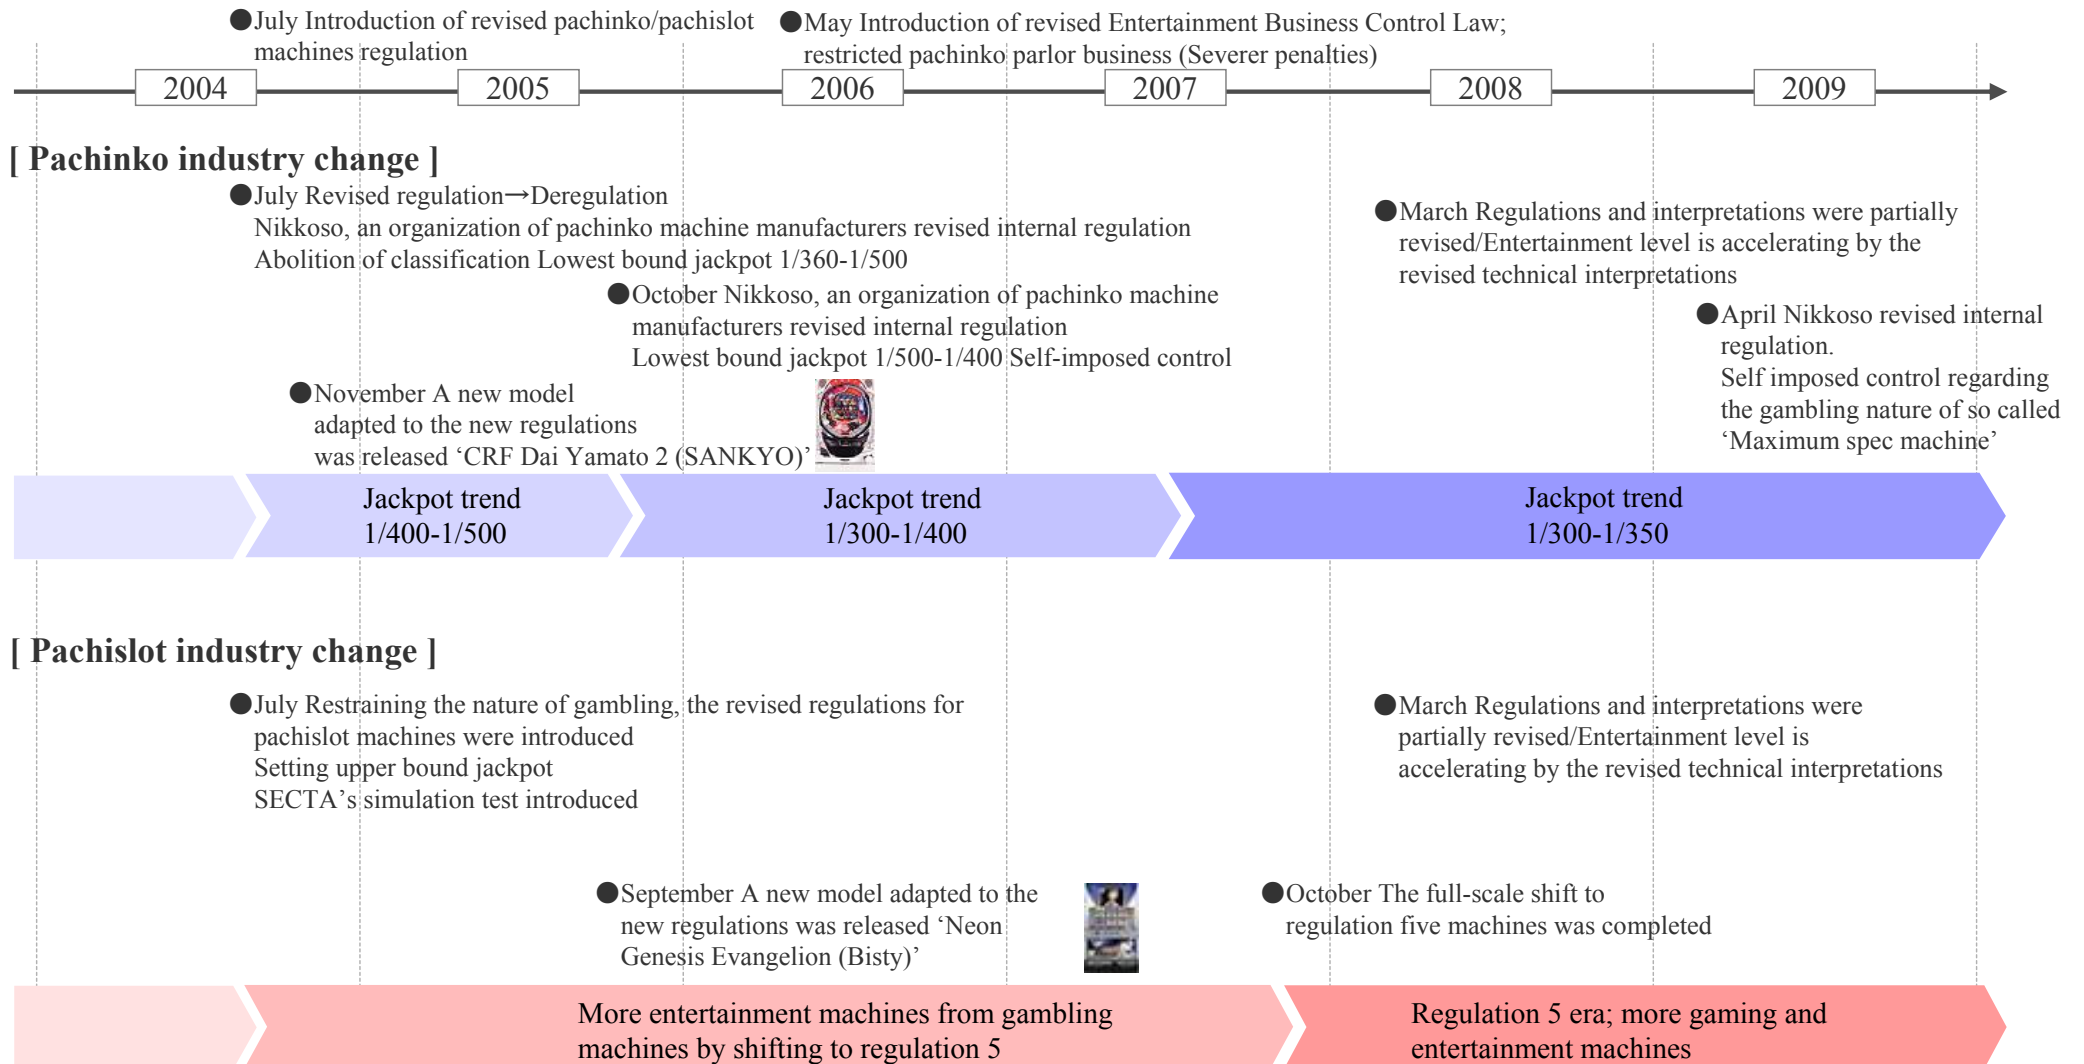 ●July Introduction of revised pachinko/pachislot
machines regulation
●May Introduction of revised Entertainment Business Control Law;
restricted pachinko parlor business (Severer penalties)
2004
2005
2006
2007
2008
2009
[ Pachinko industry change ]
●July Revised regulation→Deregulation
Nikkoso, an organization of pachinko machine manufacturers revised internal regulation
Abolition of classification Lowest bound jackpot 1/360-1/500
●March Regulations and interpretations were partially
revised/Entertainment level is accelerating by the
revised technical interpretations
●October Nikkoso, an organization of pachinko machine
manufacturers revised internal regulation
Lowest bound jackpot 1/500-1/400 Self-imposed control
●April Nikkoso revised internal
regulation.
Self imposed control regarding
the gambling nature of so called
‘Maximum spec machine’
●November A new model
adapted to the new regulations
was released ‘CRF Dai Yamato 2 (SANKYO)’
Jackpot trend
1/400-1/500
Jackpot trend
1/300-1/400
Jackpot trend
1/300-1/350
[ Pachislot industry change ]
●July Restraining the nature of gambling, the revised regulations for
pachislot machines were introduced
Setting upper bound jackpot
SECTA’s simulation test introduced
●March Regulations and interpretations were
partially revised/Entertainment level is
accelerating by the revised technical interpretations
●September A new model adapted to the
new regulations was released ‘Neon
Genesis Evangelion (Bisty)’
●October The full-scale shift to
regulation five machines was completed
More entertainment machines from gambling
machines by shifting to regulation 5
Regulation 5 era; more gaming and
entertainment machines